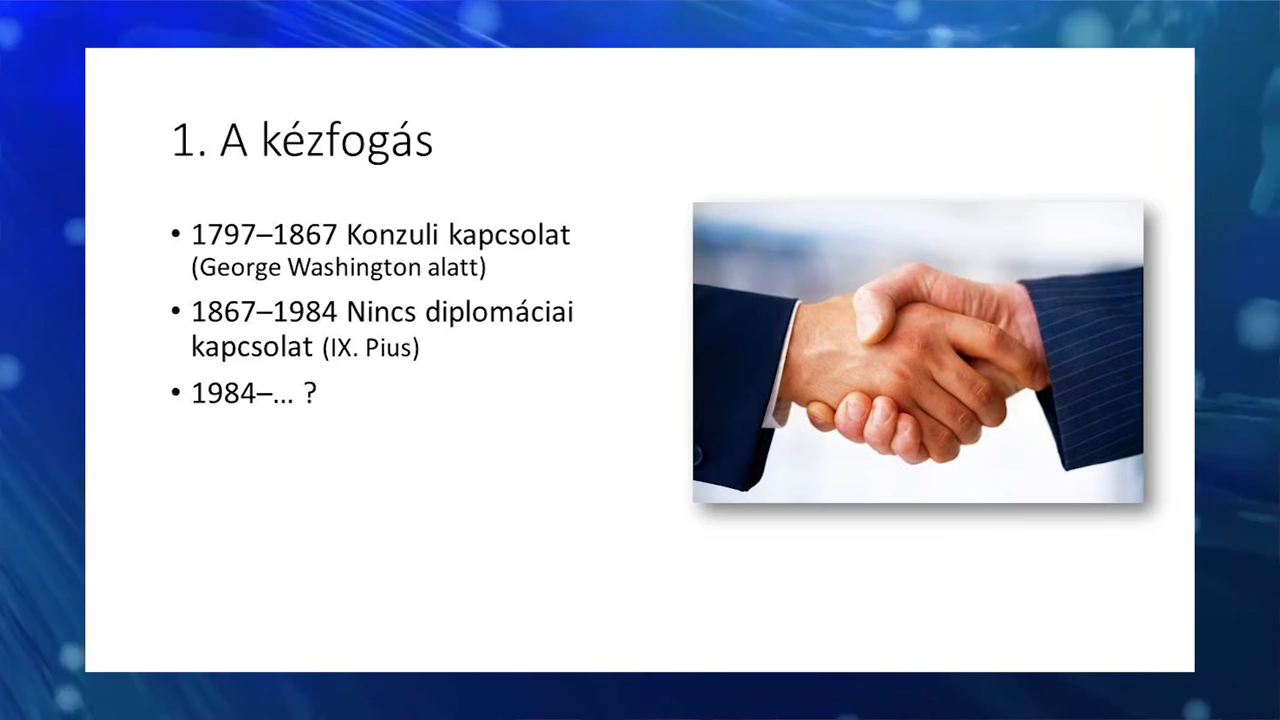 1. A kézfogás
• 1797–1867 Konzuli kapcsolat
(George Washington alatt)
• 1867–1984 Nincs diplomáciai
kapcsolat (IX. Pius)
• 1984–... ?